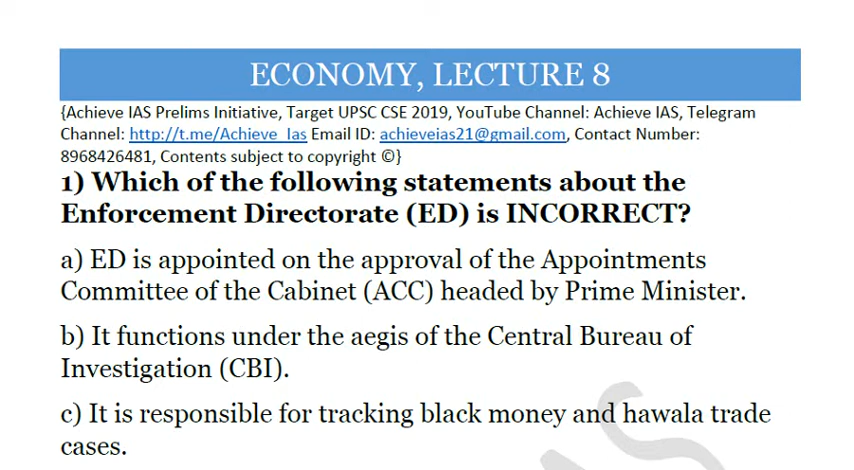 ECONOMY, LECTURE 8
{Achieve IAS Prelims Initiative, Target UPSC CSE 2019, YouTube Channel: Achieve IAS, Telegram
Channel: http://t.me/Achieve_Ias Email ID: achieveias21@gmail.com, Contact Number:
8968426481, Contents subject to copyright ©}
1) Which of the following statements about the
Enforcement Directorate (ED) is INCORRECT?
a) ED is appointed on the approval of the Appointments
Committee of the Cabinet (ACC) headed by Prime Minister.
b) It functions under the aegis of the Central Bureau of
Investigation (CBI).
c) It is responsible for tracking black money and hawala trade
cases.